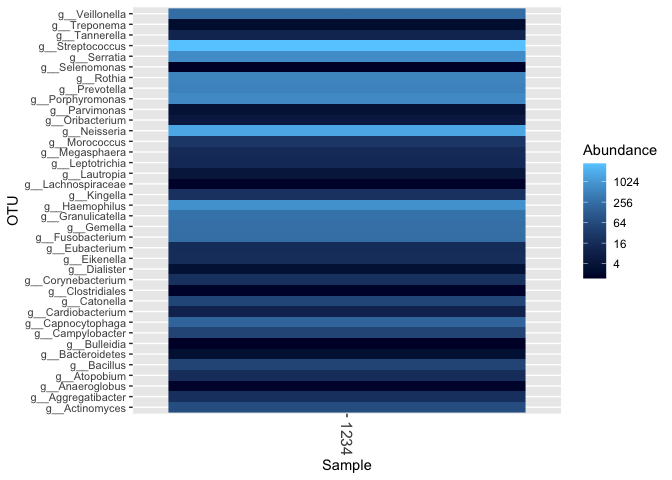 g__Veillonella
g__Treponema
g__Tannerella
g__Streptococcus
g__Serratia
g__Selenomonas
g__Rothia
g__Prevotella
g__Porphyromonas
g__Parvimonas
g__Oribacterium
g__Neisseria
g__Morococcus
g__Megasphaera
g__Leptotrichia
g__Lautropia
g__Lachnospiraceae
g__Kingella
g__Haemophilus
g__Granulicatella
g__Gemella
g__Fusobacterium
g__Eubacterium
g__Eikenella
g__Dialister
g__Corynebacterium
g__Clostridiales
g__Catonella
g__Cardiobacterium
g__Capnocytophaga
g__Campylobacter
g__Bulleidia
g__Bacteroidetes
g__Bacillus
g__Atopobium
g__Anaeroglobus
g__Aggregatibacter
g__Actinomyces
OTU
1234
Sample
Abundance
1024
256
64
16
4